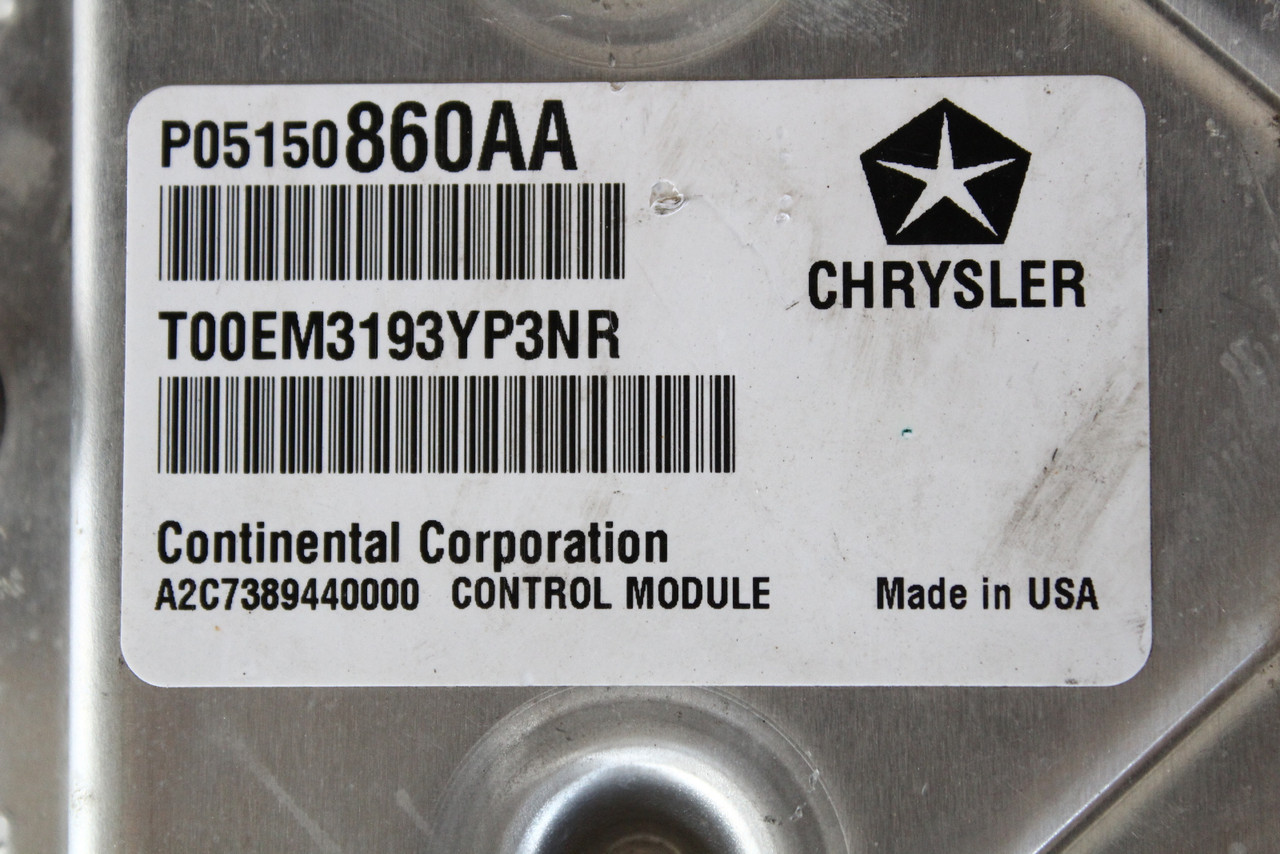 P05150860AA
CHRYSLER
T00EM3193YP3NR
Continental Corporation
A2C7389440000 CONTROL MODULE Made in USA